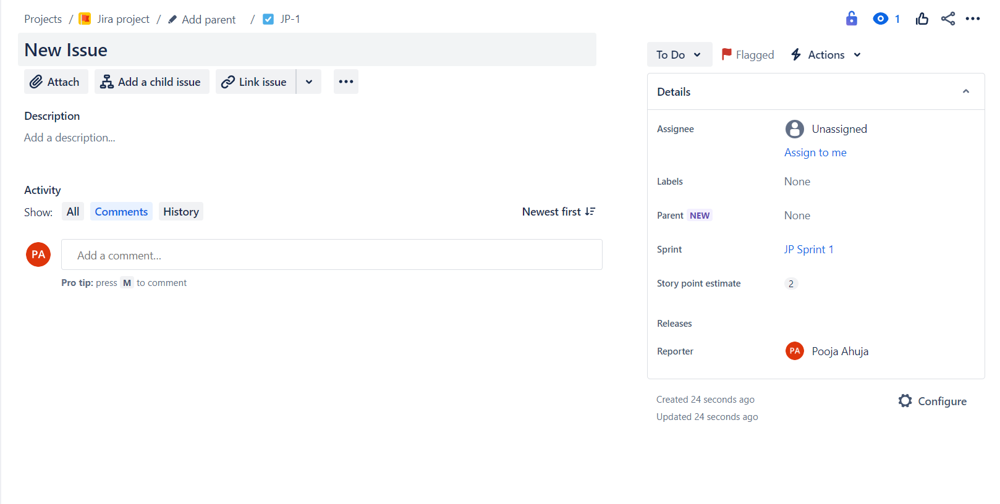 Projects / Jira project / Add parent / JP-1
1
New Issue
To Do Flagged Actions
Attach Add a child issue Link issue
Details
Description
Add a description...
Assignee Unassigned
Assign to me
Labels None
Activity
Show: All Comments History Newest first
Parent NEW None
Sprint JP Sprint 1
PA Add a comment...
Pro tip: press M to comment
Story point estimate 2
Releases
Reporter PA Pooja Ahuja
Created 24 seconds ago
Configure
Updated 24 seconds ago